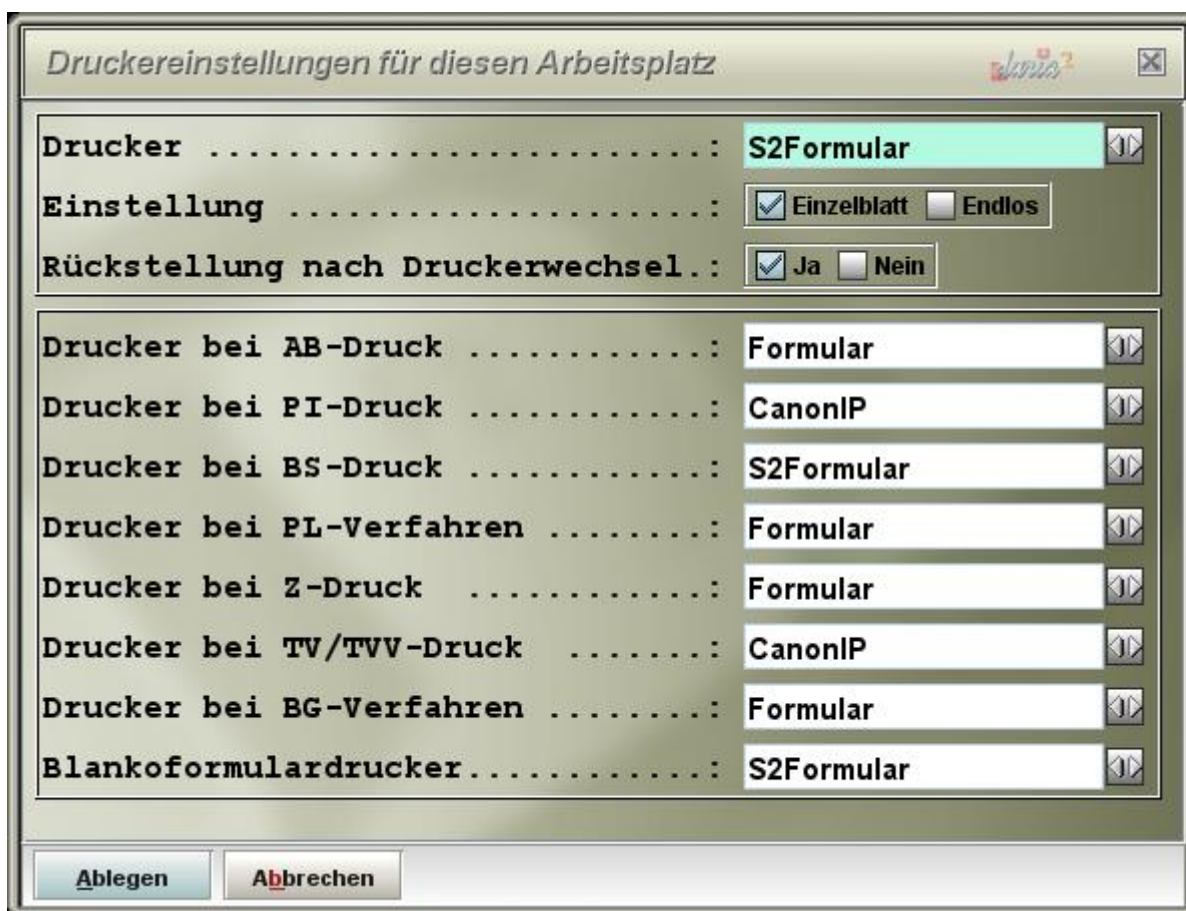 Druckereinstellungen für diesen Arbeitsplatz
Drucker ..........................: S2Formular
Einstellung ......................: Einzelblatt Endlos
Rückstellung nach Druckerwechsel.: Ja Nein
Drucker bei AB-Druck ............: Formular
Drucker bei PI-Druck ............: CanonIP
Drucker bei BS-Druck ............: S2Formular
Drucker bei PL-Verfahren ........: Formular
Drucker bei Z-Druck ............: Formular
Drucker bei TV/TVV-Druck .......: CanonIP
Drucker bei BG-Verfahren ........: Formular
Blankoformulardrucker............: S2Formular
Ablegen Abbrechen